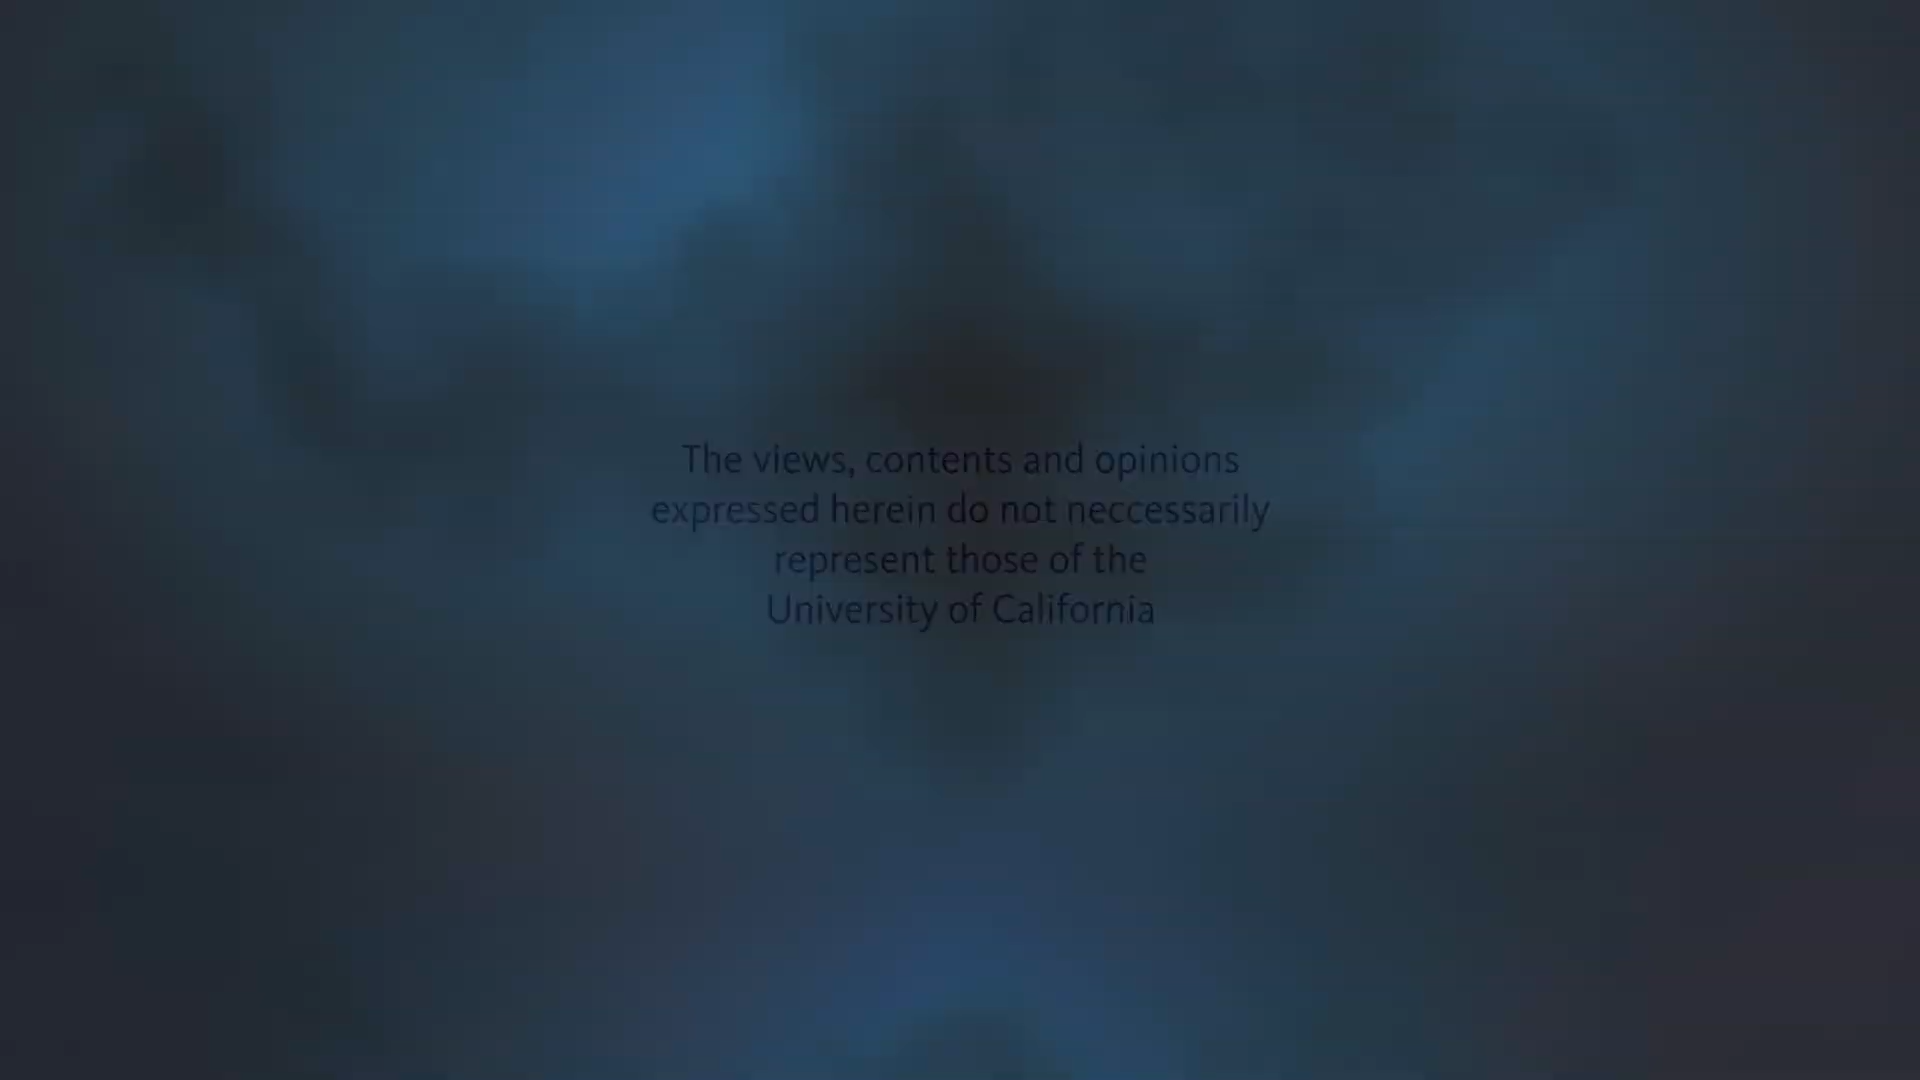 The views, contents and opinions
expressed herein do not neccessarily
represent those of the
University of California